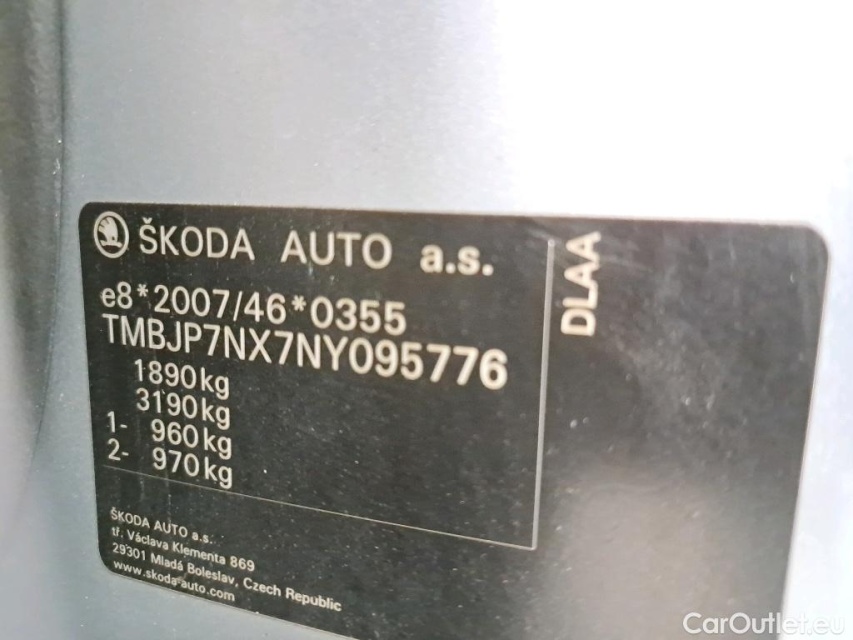 ŠKODA AUTO a.s.
e8*2007/46*0355
TMBJP7NX7NY095776
1890kg
3190kg
1- 960kg
2- 970kg
DLAA
ŠKODA AUTO a.s.
tř. Václava Klementa 869
29301 Mladá Boleslav, Czech Republic
www.skoda-auto.com
CarOutlet.eu